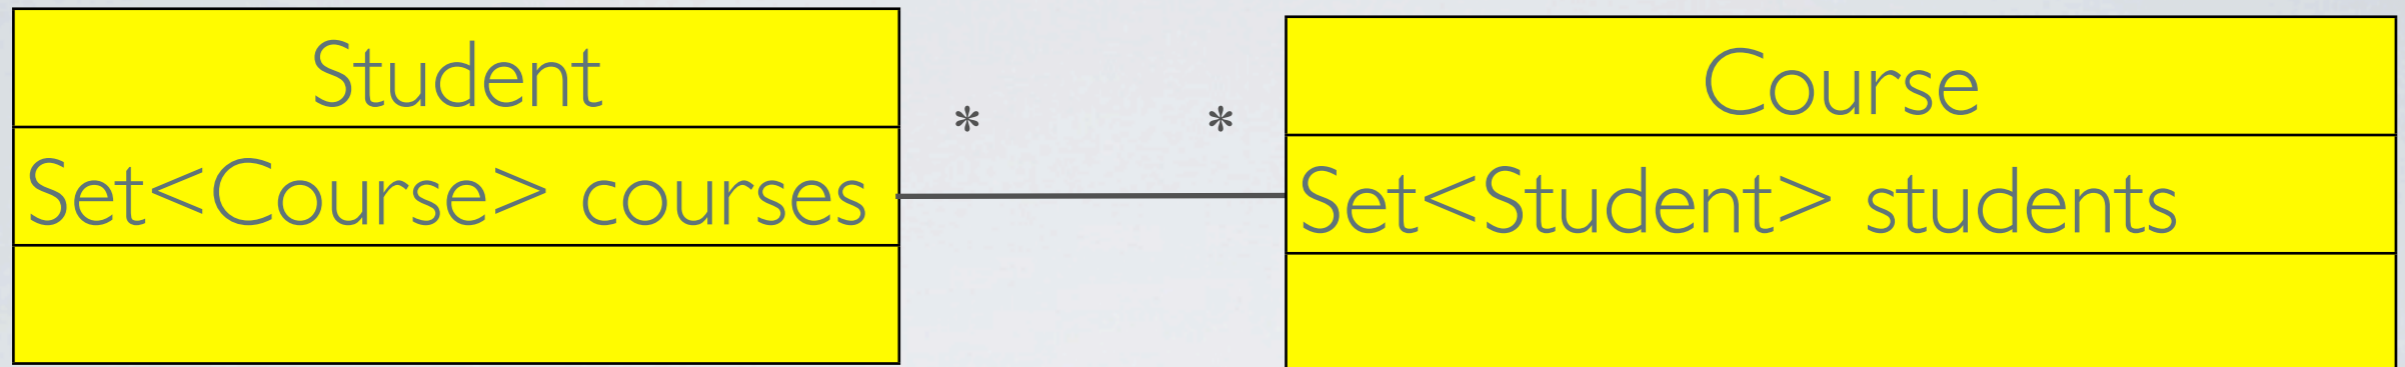 Student
Set<Course> courses
* *
Course
Set<Student> students